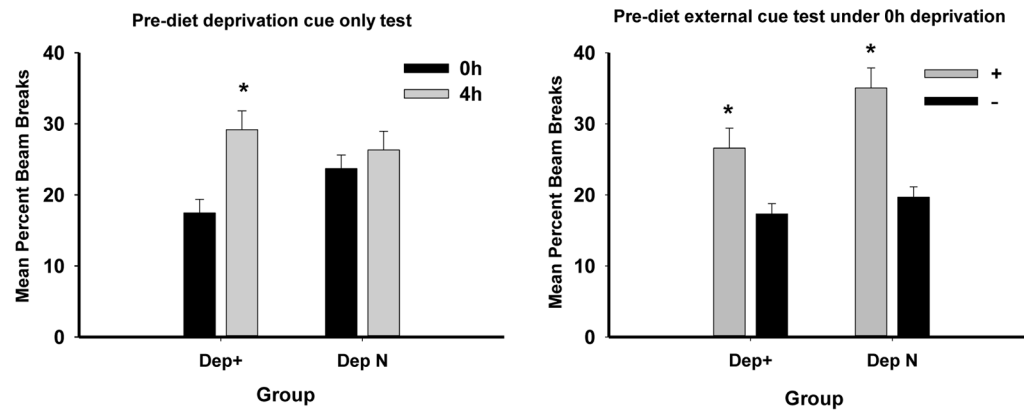 Pre-diet deprivation cue only test
Mean Percent Beam Breaks
40
30
20
10
0
*
0h
4h
Dep+
Dep N
Group
Pre-diet external cue test under 0h deprivation
Mean Percent Beam Breaks
40
30
20
10
0
*
*
+
-
Dep+
Dep N
Group